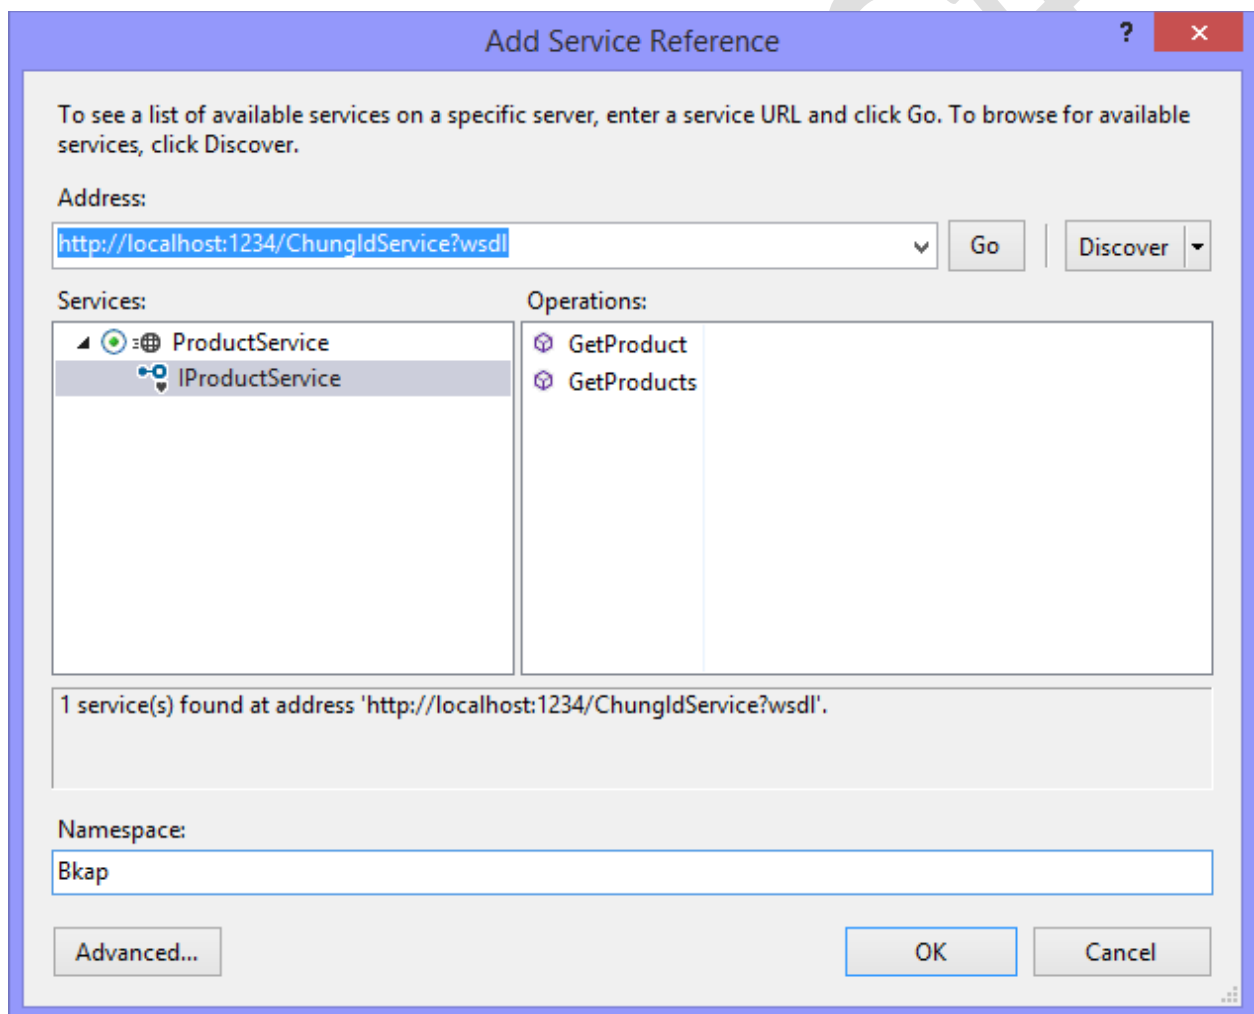 Add Service Reference
?
×
To see a list of available services on a specific server, enter a service URL and click Go. To browse for available
services, click Discover.
Address:
http://localhost:1234/ChungIdService?wsdl
Go
Discover
Services:
Operations:
ProductService
IProductService
GetProduct
GetProducts
1 service(s) found at address 'http://localhost:1234/ChungIdService?wsdl'.
Namespace:
Bkap
Advanced...
OK
Cancel